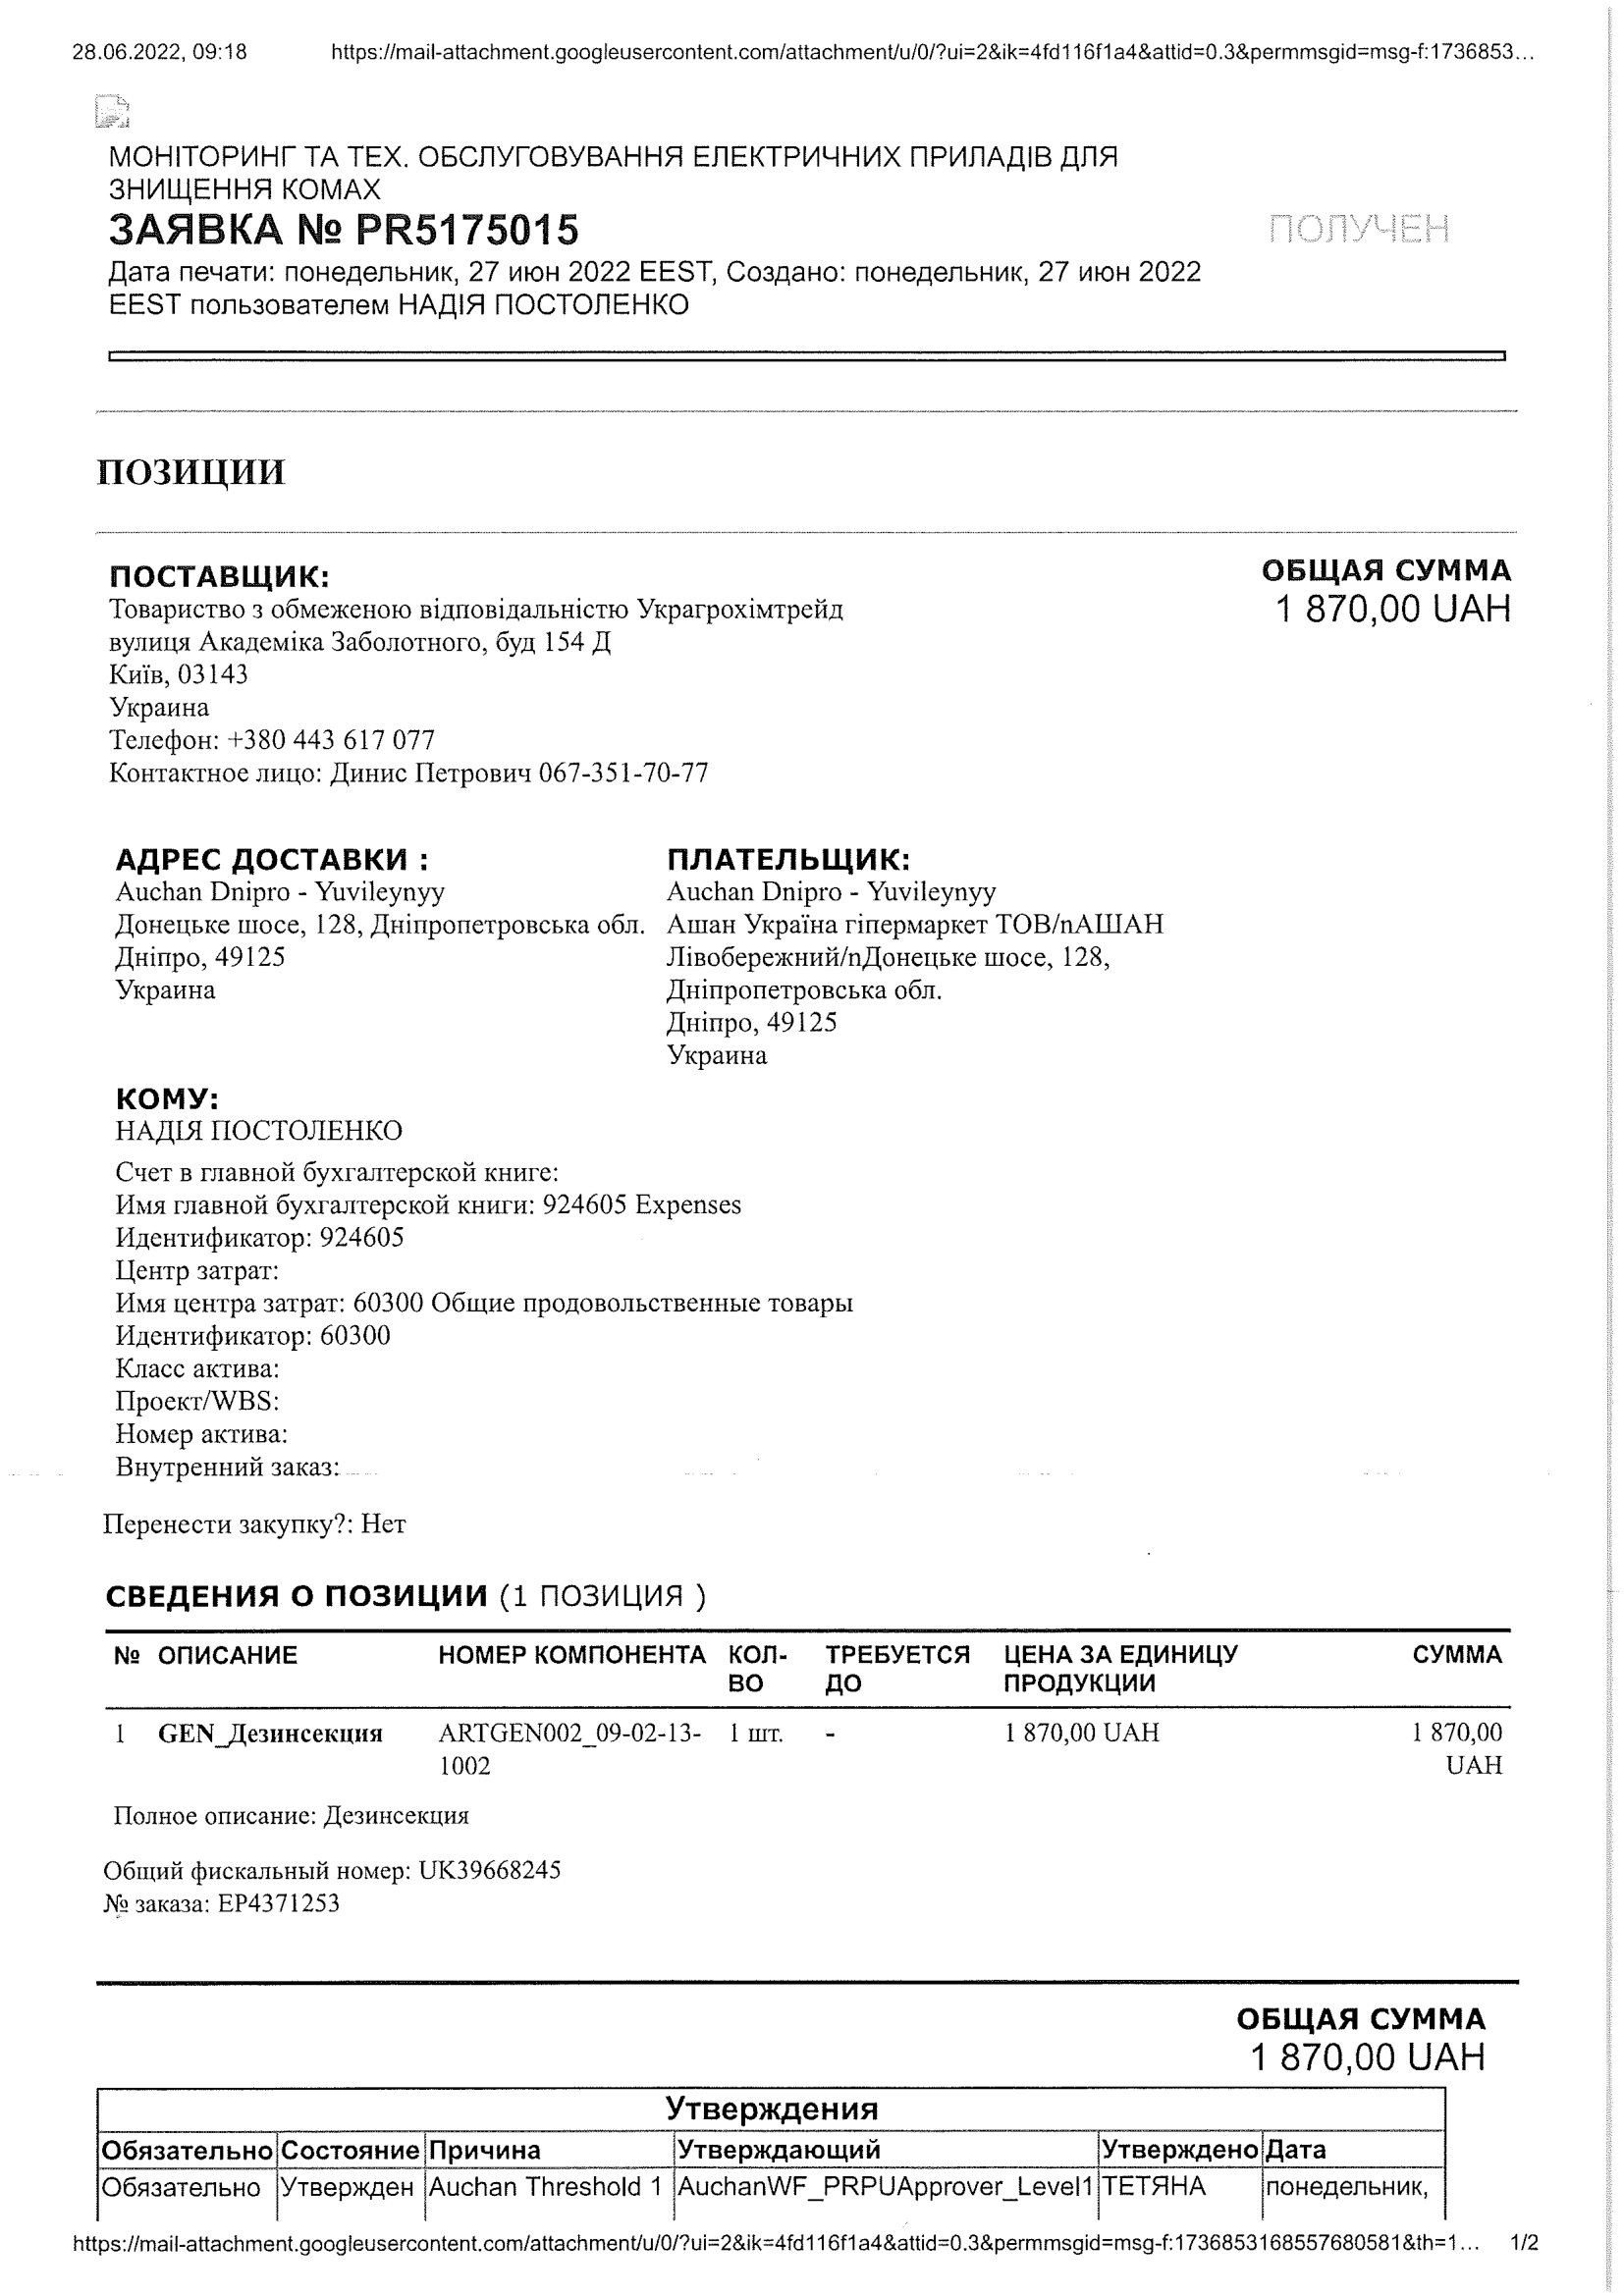 28.06.2022, 09:18 https://mail-attachment.googleusercontent.com/attachment/u/0/?ui=2&ik=4fd116f1a4&attid=0.3&permmsgid=msg-f:1736853...
МОНІТОРИНГ ТА ТЕХ. ОБСЛУГОВУВАННЯ ЕЛЕКТРИЧНИХ ПРИЛАДІВ ДЛЯ
ЗНИЩЕННЯ КОМАХ
ЗАЯВКА № PR5175015
ПОЛУЧЕН
Дата печати: понедельник, 27 июн 2022 EEST, Создано: понедельник, 27 июн 2022
EEST пользователем НАДІЯ ПОСТОЛЕНКО
ПОЗИЦИИ
ПОСТАВЩИК:
Товариство з обмеженою відповідальністю Украгрохімтрейд
вулиця Академіка Заболотного, буд 154 Д
Київ, 03143
Украина
Телефон: +380 443 617 077
Контактное лицо: Динис Петрович 067-351-70-77
ОБЩАЯ СУММА
1 870,00 UAH
АДРЕС ДОСТАВКИ :
Auchan Dnipro - Yuvileynyy
Донецьке шосе, 128, Дніпропетровська обл.
Дніпро, 49125
Украина
ПЛАТЕЛЬЩИК:
Auchan Dnipro - Yuvileynyy
Ашан Україна гіпермаркет ТОВ/nАШАН
Лівобережний/nДонецьке шосе, 128,
Дніпропетровська обл.
Дніпро, 49125
Украина
КОМУ:
НАДІЯ ПОСТОЛЕНКО
Счет в главной бухгалтерской книге:
Имя главной бухгалтерской книги: 924605 Expenses
Идентификатор: 924605
Центр затрат:
Имя центра затрат: 60300 Общие продовольственные товары
Идентификатор: 60300
Класс актива:
Проект/WBS:
Номер актива:
Внутренний заказ:
Перенести закупку?: Нет
СВЕДЕНИЯ О ПОЗИЦИИ (1 ПОЗИЦИЯ )
№ ОПИСАНИЕ НОМЕР КОМПОНЕНТА КОЛ- ТРЕБУЕТСЯ ЦЕНА ЗА ЕДИНИЦУ СУММА
ВО ДО ПРОДУКЦИИ
1 GEN_Дезинсекция ARTGEN002_09-02-13- 1 шт. - 1 870,00 UAH 1 870,00
1002 UAH
Полное описание: Дезинсекция
Общий фискальный номер: UK39668245
№ заказа: EP4371253
ОБЩАЯ СУММА
1 870,00 UAH
Утверждения
Обязательно Состояние Причина Утверждающий Утверждено Дата
Обязательно Утвержден Auchan Threshold 1 AuchanWF_PRPUApprover_Level1 ТЕТЯНА понедельник,
https://mail-attachment.googleusercontent.com/attachment/u/0/?ui=2&ik=4fd116f1a4&attid=0.3&permmsgid=msg-f:1736853168557680581&th=1... 1/2